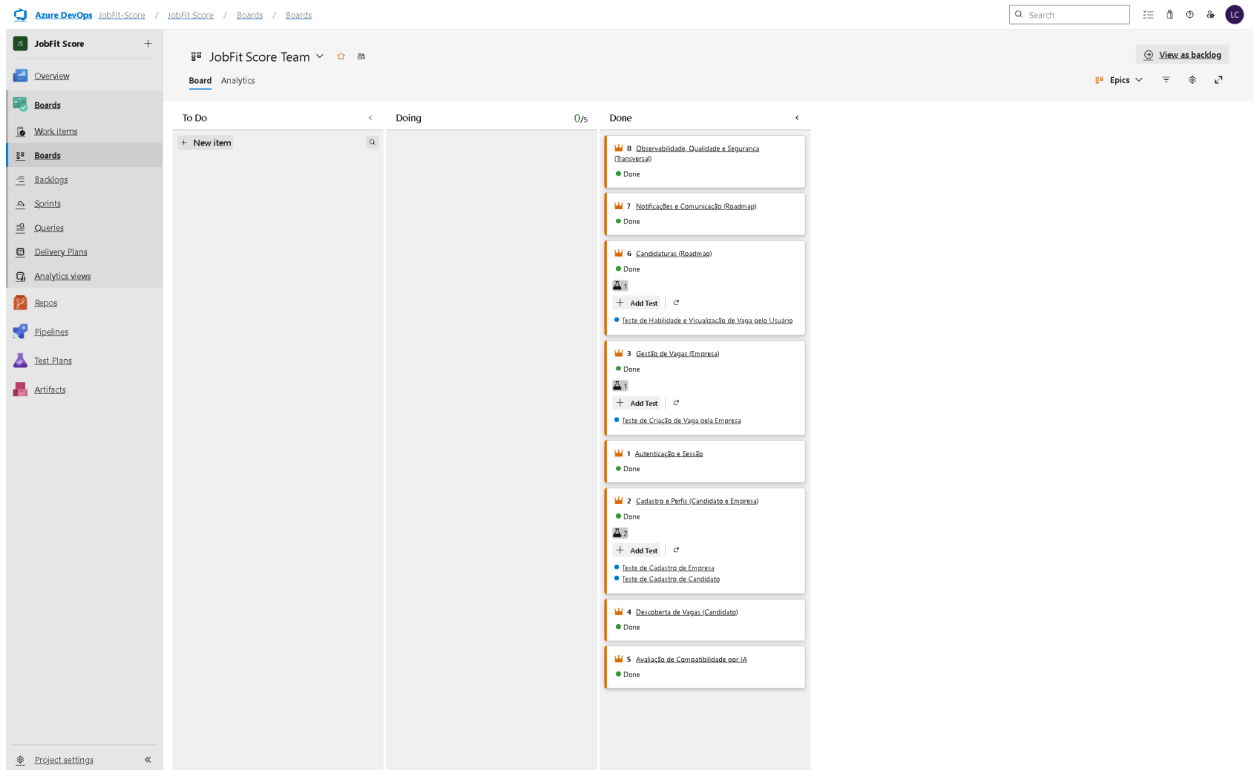 Azure DevOps JobFit-Score / JobFit Score / Boards / Boards
Search
LC
JS JobFit Score +
Overview
Boards
Work items
Boards
Backlogs
Sprints
Queries
Delivery Plans
Analytics views
Repos
Pipelines
Test Plans
Artifacts
Project settings «
JobFit Score Team
View as backlog
Board Analytics
Epics
To Do <
+ New item
Doing 0/5
Done <
8 Observabilidade, Qualidade e Segurança
(Transversal)
Done
7 Notificações e Comunicação (Roadmap)
Done
6 Candidaturas (Roadmap)
Done
1
+ Add Test
Teste de Habilidade e Visualização de Vaga pelo Usuário
3 Gestão de Vagas (Empresa)
Done
1
+ Add Test
Teste de Criação de Vaga pela Empresa
1 Autenticação e Sessão
Done
2 Cadastro e Perfis (Candidato e Empresa)
Done
2
+ Add Test
Teste de Cadastro de Empresa
Teste de Cadastro de Candidato
4 Descoberta de Vagas (Candidato)
Done
5 Avaliação de Compatibilidade por IA
Done